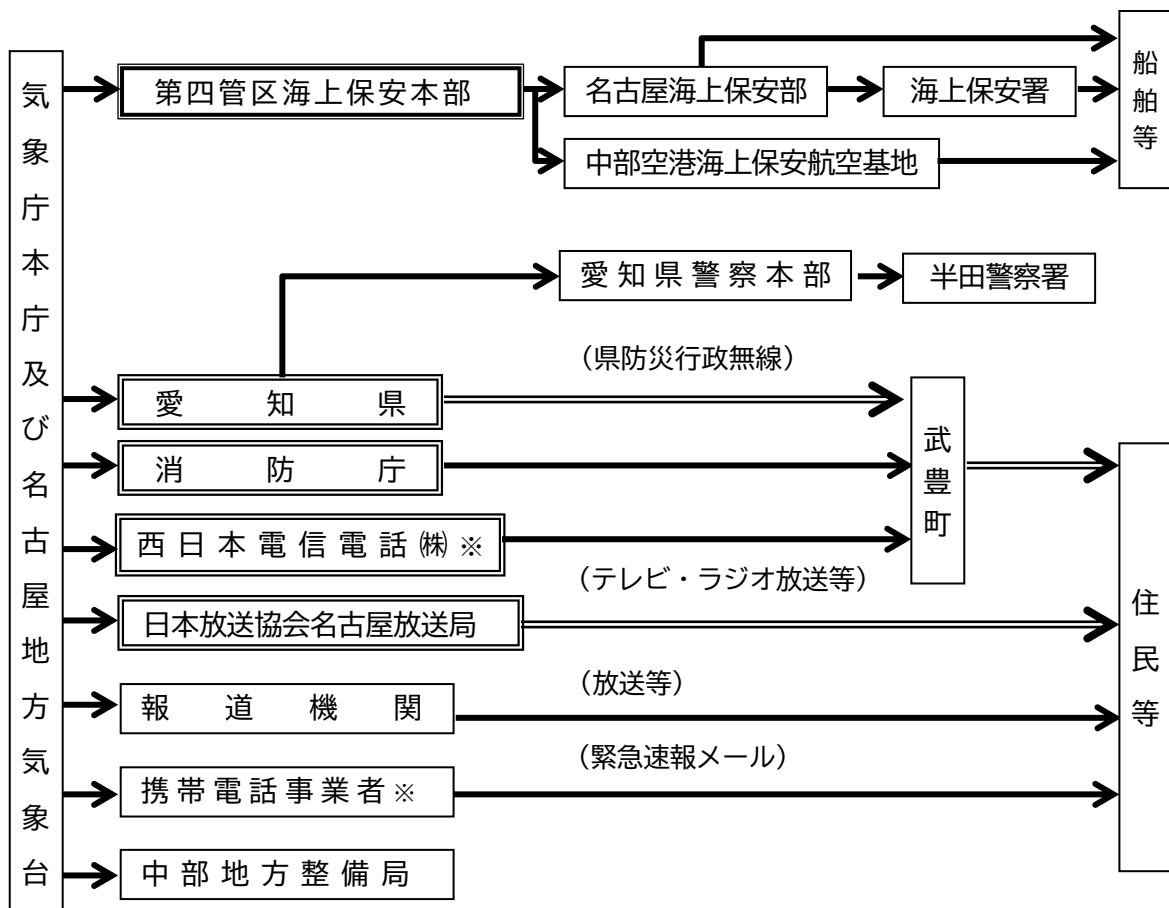 気象庁本庁及び名古屋地方気象台
第四管区海上保安本部
名古屋海上保安部
海上保安署
船舶等
中部空港海上保安航空基地
愛知県警察本部
半田警察署
(県防災行政無線)
愛知県
消防庁
武豊町
西日本電信電話㈱※
(テレビ・ラジオ放送等)
日本放送協会名古屋放送局
住民等
(放送等)
報道機関
(緊急速報メール)
携帯電話事業者※
中部地方整備局